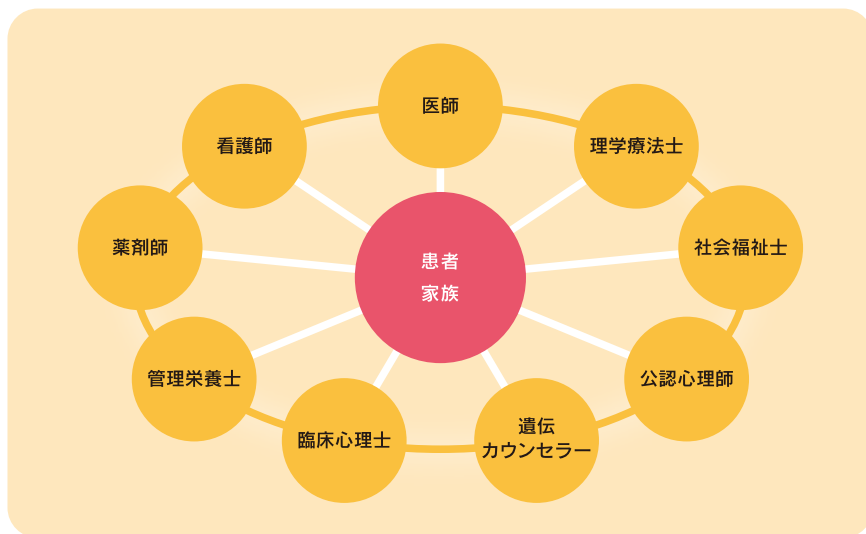 医師
看護師
理学療法士
薬剤師
社会福祉士
患者
家族
管理栄養士
公認心理師
臨床心理士
遺伝
カウンセラー